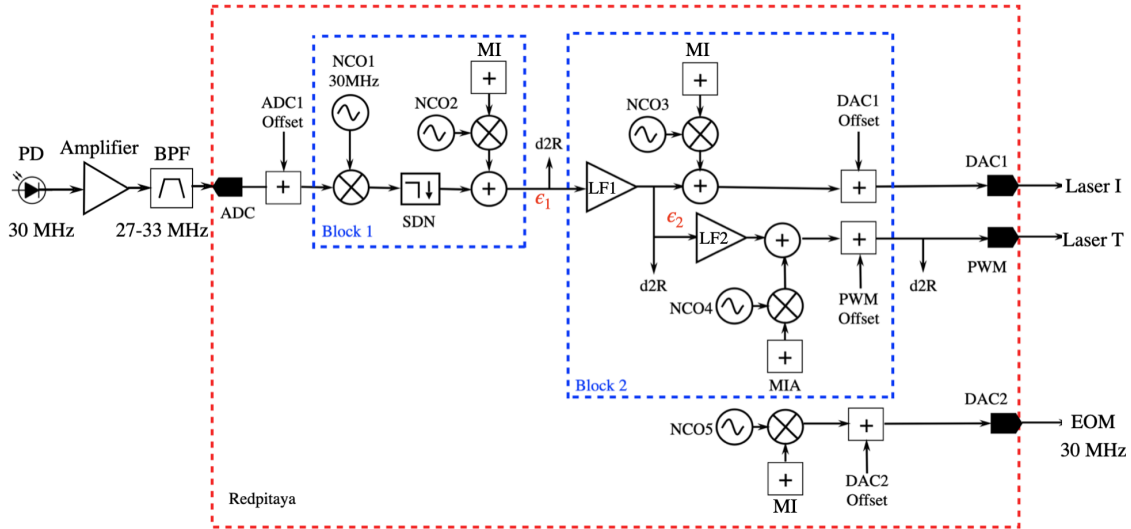 PD
30 MHz
Amplifier
BPF
27-33 MHz
ADC
ADC1
Offset
NCO1
30MHz
SDN
NCO2
MI
Block 1
d2R
ϵ1
LF1
NCO3
MI
ϵ2
d2R
LF2
NCO4
MIA
DAC1
Offset
PWM
Offset
Block 2
d2R
DAC1
Laser I
PWM
Laser T
NCO5
MI
DAC2
Offset
DAC2
EOM
30 MHz
Redpitaya